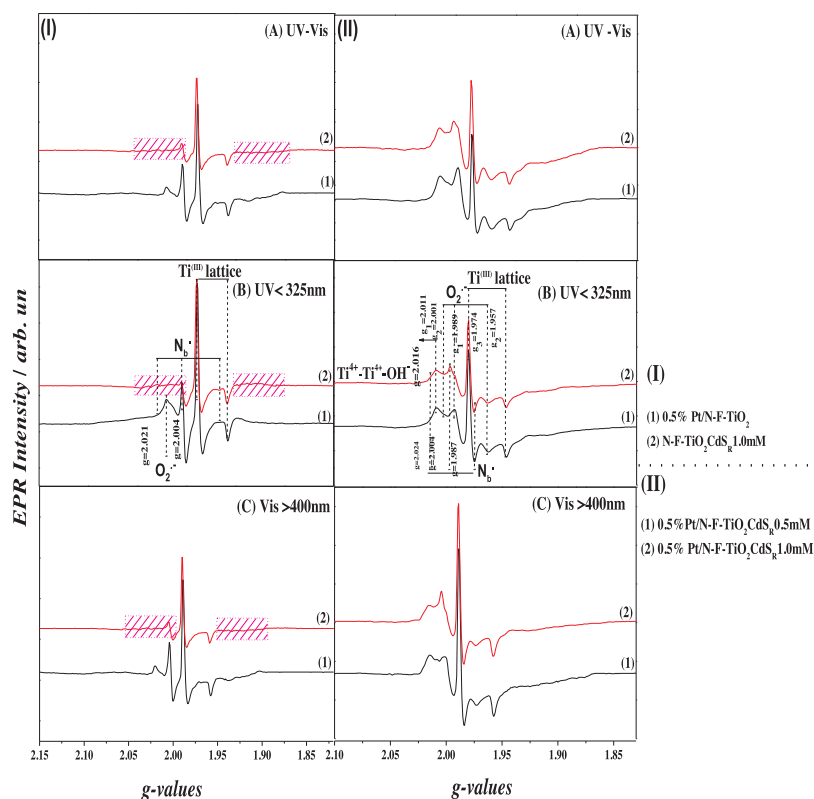 (I)
(A) UV-Vis
(2)
(1)
Ti(III) lattice
(B) UV< 325nm
N_b•
(2)
(1)
g=2.021
g=2.004
O2•-
(C) Vis >400nm
(2)
(1)
2.15 2.10 2.05 2.00 1.95 1.90 1.85
g-values
EPR Intensity / arb. un
(II)
(A) UV -Vis
(2)
(1)
Ti(III) lattice
(B) UV< 325nm
O2•-
g1=2.011
g2=2.001
g1=1.989
g3=1.974
g2=1.957
g=2.016
Ti4+-Ti4+-OH-
(2)
(1)
g=2.024
g=2.004
g=1.987
N_b•
(C) Vis >400nm
(2)
(1)
2.10 2.05 2.00 1.95 1.90 1.85
g-values
(I)
(1) 0.5% Pt/N-F-TiO2
(2) N-F-TiO2CdS_R1.0mM
(II)
(1) 0.5%Pt/N-F-TiO2CdS_R0.5mM
(2) 0.5% Pt/N-F-TiO2CdS_R1.0mM